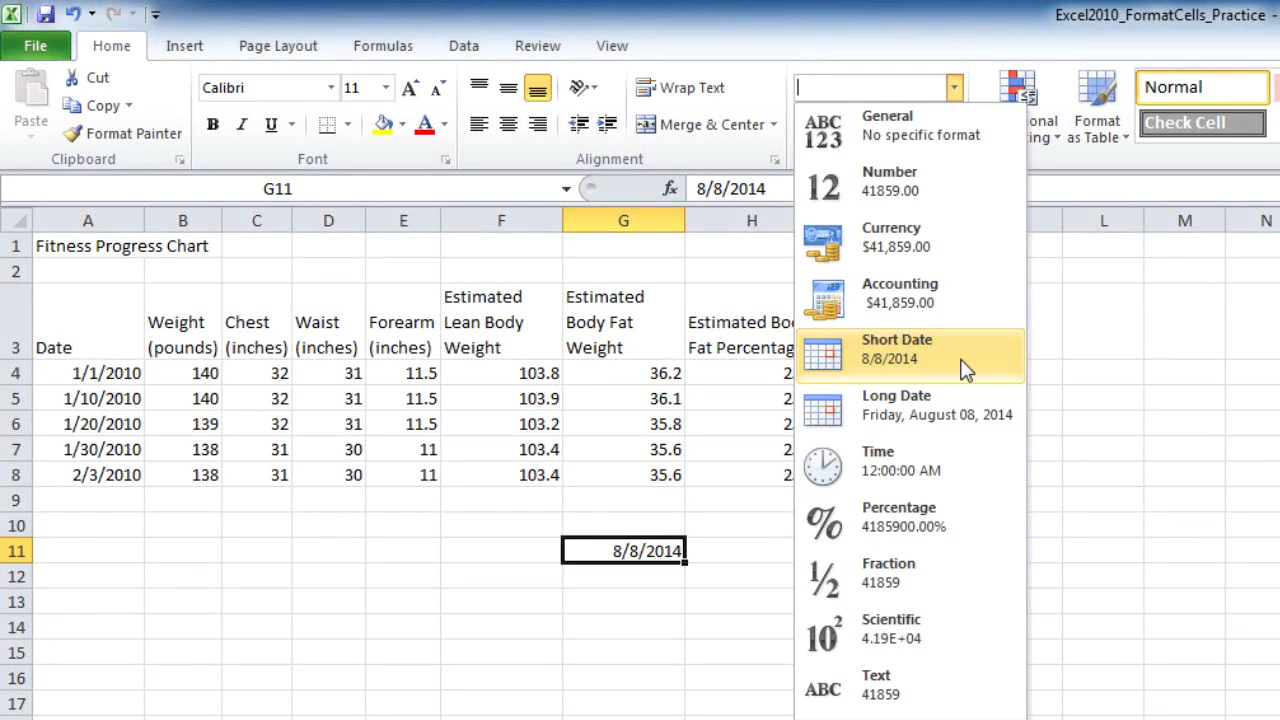 Excel2010_FormatCells_Practice -
File Home Insert Page Layout Formulas Data Review View
Paste
Cut
Copy
Format Painter
Clipboard
Calibri 11
B I U A
Font
Wrap Text
Merge & Center
Alignment
Format
as Table
Normal
Check Cell
G11 fx 8/8/2014
A B C D E F G H L M N
1 Fitness Progress Chart
2
Estimated Estimated
Weight Chest Waist Forearm Lean Body Body Fat Estimated
3 Date (pounds) (inches) (inches) (inches) Weight Weight Fat
4 1/1/2010 140 32 31 11.5 103.8 36.2
5 1/10/2010 140 32 31 11.5 103.9 36.1
6 1/20/2010 139 32 31 11.5 103.2 35.8
7 1/30/2010 138 31 30 11 103.4 35.6
8 2/3/2010 138 31 30 11 103.4 35.6
9
10
11 8/8/2014
12
13
14
15
16
17
ABC 123 General
No specific format
12 Number
41859.00
Currency
$41,859.00
Accounting
$41,859.00
Short Date
8/8/2014
Long Date
Friday, August 08, 2014
Time
12:00:00 AM
% Percentage
4185900.00%
½ Fraction
41859
10² Scientific
4.19E+04
ABC Text
41859